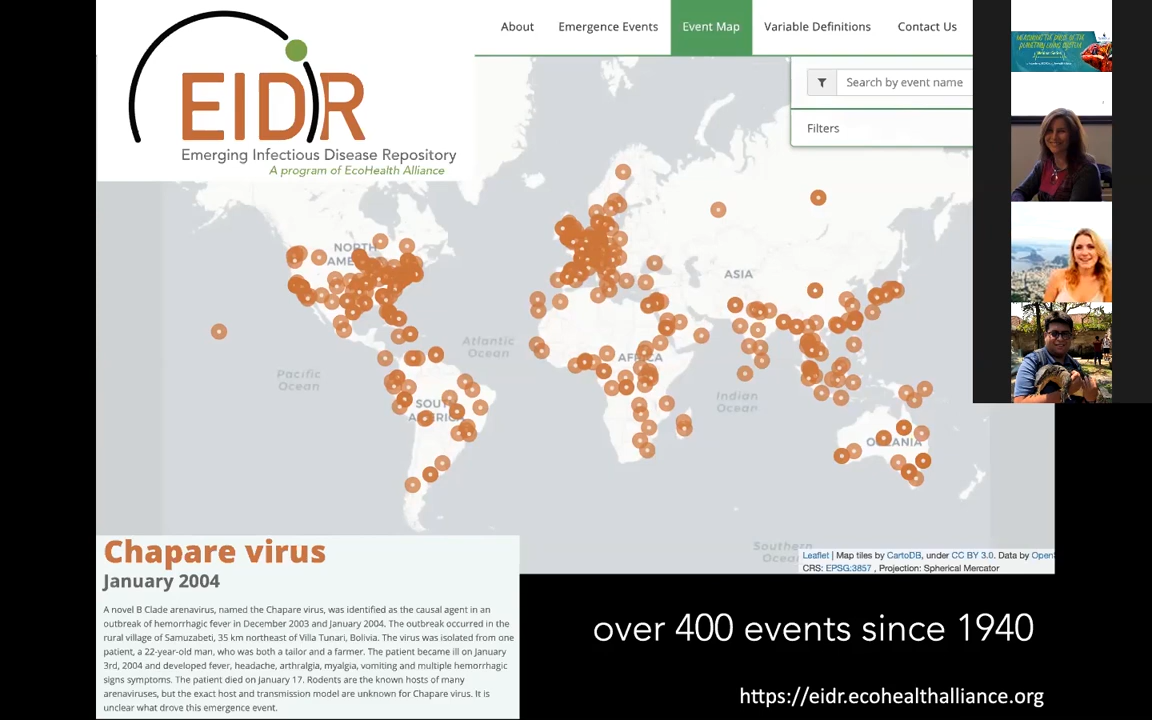 About
Emergence Events
Event Map
Variable Definitions
Contact Us
EIDR
Emerging Infectious Disease Repository
A program of EcoHealth Alliance
Search by event name
Filters
NORTH
AME
ASIA
Atlantic
Ocean
AFRICA
Pacific
Ocean
Indian
Ocean
SOUTH
AMERICA
OCEANIA
Southern
Ocea
Leaflet | Map tiles by CartoDB, under CC BY 3.0. Data by Open
CRS: EPSG:3857 , Projection: Spherical Mercator
Chapare virus
January 2004
A novel B Clade arenavirus, named the Chapare virus, was identified as the causal agent in an
outbreak of hemorrhagic fever in December 2003 and January 2004. The outbreak occurred in the
rural village of Samuzabeti, 35 km northeast of Villa Tunari, Bolivia. The virus was isolated from one
patient, a 22-year-old man, who was both a tailor and a farmer. The patient became ill on January
3rd, 2004 and developed fever, headache, arthralgia, myalgia, vomiting and multiple hemorrhagic
signs symptoms. The patient died on January 17. Rodents are the known hosts of many
arenaviruses, but the exact host and transmission model are unknown for Chapare virus. It is
unclear what drove this emergence event.
over 400 events since 1940
https://eidr.ecohealthalliance.org